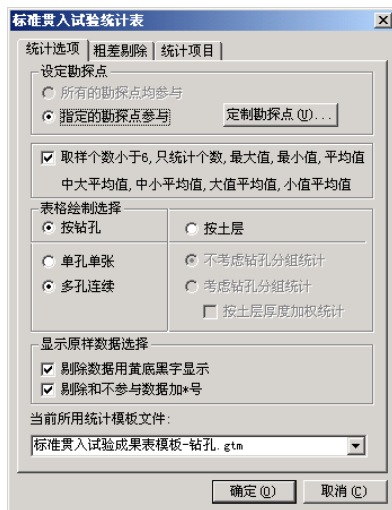 标准贯入试验统计表
统计选项 粗差剔除 统计项目
设定勘探点
所有的勘探点均参与
指定的勘探点参与 定制勘探点(U)...
取样个数小于6,只统计个数,最大值,最小值,平均值
中大平均值,中小平均值,大值平均值,小值平均值
表格绘制选择
按钻孔 按土层
单孔单张 不考虑钻孔分组统计
多孔连续 考虑钻孔分组统计
按土层厚度加权统计
显示原样数据选择
剔除数据用黄底黑字显示
剔除和不参与数据加*号
当前所用统计模板文件:
标准贯入试验成果表模板-钻孔.gtm
确定(O) 取消(C)